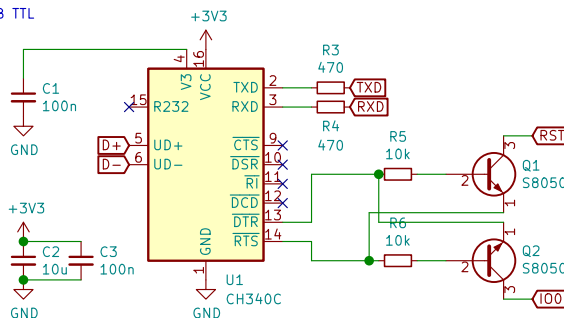 TTL
+3V3
C1
100n
GND
4
16
V3
VCC
15
R232
TXD
2
RXD
3
R3
470
TXD
RXD
R4
470
D+
5
UD+
D-
6
UD-
CTS
9
DSR
10
RI
11
DCD
12
DTR
13
RTS
14
GND
1
GND
U1
CH340C
R5
10k
R6
10k
3
RST
Q1
S8050
2
1
1
Q2
S8050
2
3
IO0
+3V3
C2
10u
C3
100n
GND